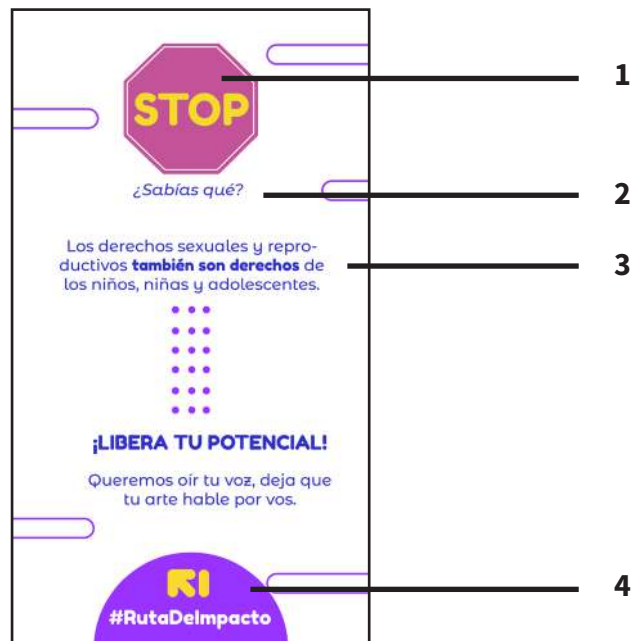 STOP
1
¿Sabías qué?
2
Los derechos sexuales y repro-
ductivos también son derechos de
los niños, niñas y adolescentes.
3
¡LIBERA TU POTENCIAL!
Queremos oír tu voz, deja que
tu arte hable por vos.
RI
4
#RutaDeImpacto